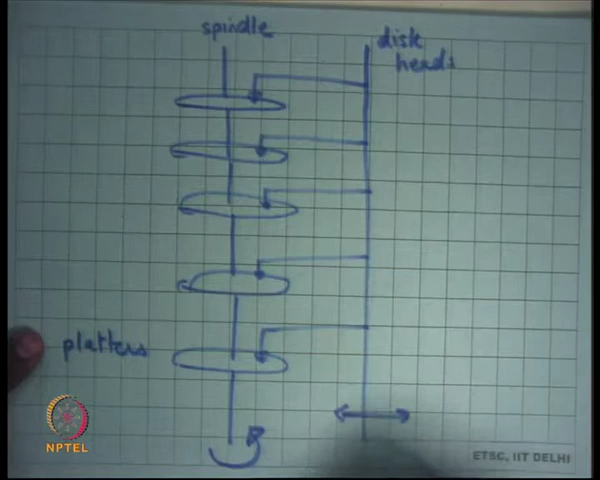 spindle
disk
heads
platters
NPTEL
ETSC, IIT DELHI